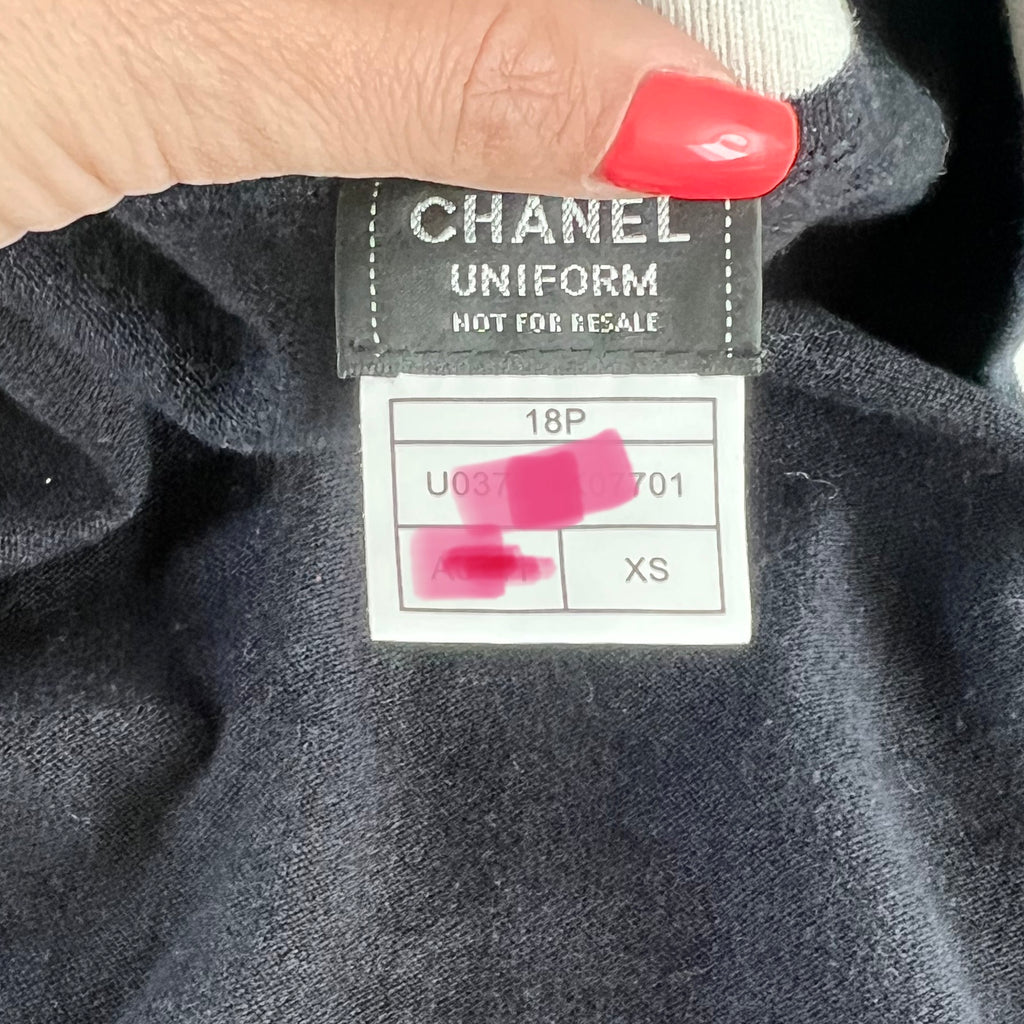 CHANEL
UNIFORM
NOT FOR RESALE
18P
XS